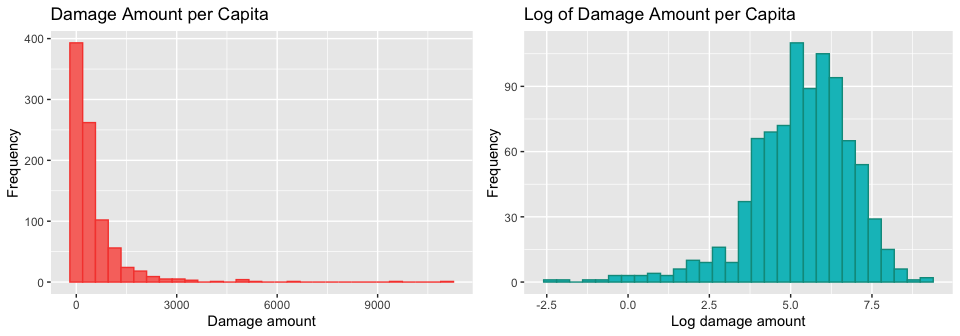 Damage Amount per Capita
Frequency
400
300
200
100
0
0 3000 6000 9000
Damage amount
Log of Damage Amount per Capita
Frequency
90
60
30
0
-2.5 0.0 2.5 5.0 7.5
Log damage amount